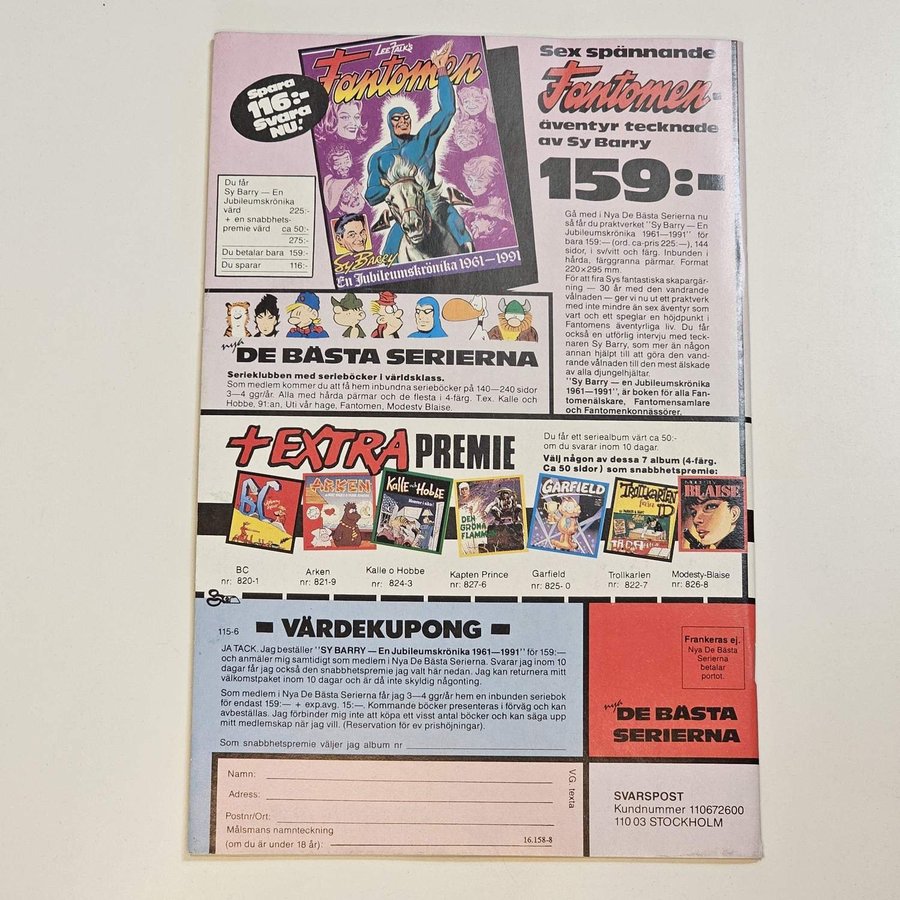 Spara
116:-
Svara
NU!
LEE FALK'S
Fantomen
Sy Barry
En Jubileumskrönika 1961—1991
Sex spännande
Fantomen-
äventyr tecknade
av Sy Barry
159:-
Du får
Sy Barry — En
Jubileumskrönika
värd 225:-
+ en snabbhets-
premie värd ca 50:-
275:-
Du betalar bara 159:-
Du sparar 116:-
Gå med i Nya De Bästa Serierna nu
så får du praktverket "Sy Barry — En
Jubileumskrönika 1961—1991" för
bara 159:— (ord. ca-pris 225:—), 144
sidor, i sv/vitt och färg. Inbunden i
hårda, färggranna pärmar. Format
220×295 mm.
För att fira Sys fantastiska skapargär-
ning — 30 år med den vandrande
vålnaden — ger vi nu ut ett praktverk
med inte mindre än sex äventyr som
vart och ett speglar en höjdpunkt i
Fantomens äventyrliga liv. Du får
också en utförlig intervju med teck-
naren Sy Barry, som mer än någon
annan hjälpt till att göra den vand-
rande vålnaden till den mest älskade
av alla djungelhjältar.
"Sy Barry — en Jubileumskrönika
1961—1991", är boken för alla Fan-
tomenälskare, Fantomensamlare
och Fantomenkonnässörer.
nya
DE BÄSTA SERIERNA
Serieklubben med serieböcker i världsklass.
Som medlem kommer du att få hem inbundna serieböcker på 140—240 sidor
3—4 ggr/år. Alla med hårda pärmar och de flesta i 4-färg. T.ex. Kalle och
Hobbe, 91:an, Uti vår hage, Fantomen, Modesty Blaise.
+EXTRA PREMIE
Du får ett seriealbum värt ca 50:-
om du svarar inom 10 dagar.
Välj någon av dessa 7 album (4-färg.
Ca 50 sidor) som snabbhetspremie:
BC
ARKEN
Kalle och Hobbe
DEN
GRÖNA
FLAMMAN
GARFIELD
TROLLKARLEN
ID
BLAISE
BC
nr: 820-1
Arken
nr: 821-9
Kalle o Hobbe
nr: 824-3
Kapten Prince
nr: 827-6
Garfield
nr: 825- 0
Trollkarlen
nr: 822-7
Modesty-Blaise
nr: 826-8
115-6
VÄRDEKUPONG
JA TACK. Jag beställer "SY BARRY — En Jubileumskrönika 1961—1991" för 159:—
och anmäler mig samtidigt som medlem i Nya De Bästa Serierna. Svarar jag inom 10
dagar får jag också den snabbhetspremie jag valt här nedan. Jag kan returnera mitt
välkomstpaket inom 10 dagar och är då inte skyldig någonting.
Som medlem i Nya De Bästa Serierna får jag 3—4 ggr/år hem en inbunden seriebok
för endast 159:— + exp.avg. 15:—. Kommande böcker presenteras i förväg och kan
avbeställas. Jag förbinder mig inte att köpa ett visst antal böcker och kan säga upp
mitt medlemskap när jag vill. (Reservation för ev prishöjningar).
Som snabbhetspremie väljer jag album nr
Namn:
Adress:
Postnr/Ort:
Målsmans namnteckning
(om du är under 18 år):
16.158-8
V.G. texta
Frankeras ej.
Nya De Bästa
Serierna
betalar
portot.
nya
DE BÄSTA
SERIERNA
SVARSPOST
Kundnummer 110672600
110 03 STOCKHOLM